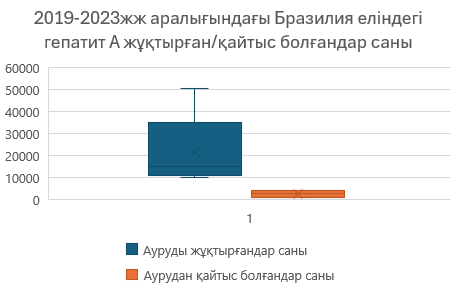 2019-2023жж аралығындағы Бразилия еліндегі
гепатит А жұқтырған/қайтыс болғандар саны
60000
50000
40000
30000
20000
10000
0
1
Ауруды жұқтырғандар саны
Аурудан қайтыс болғандар саны